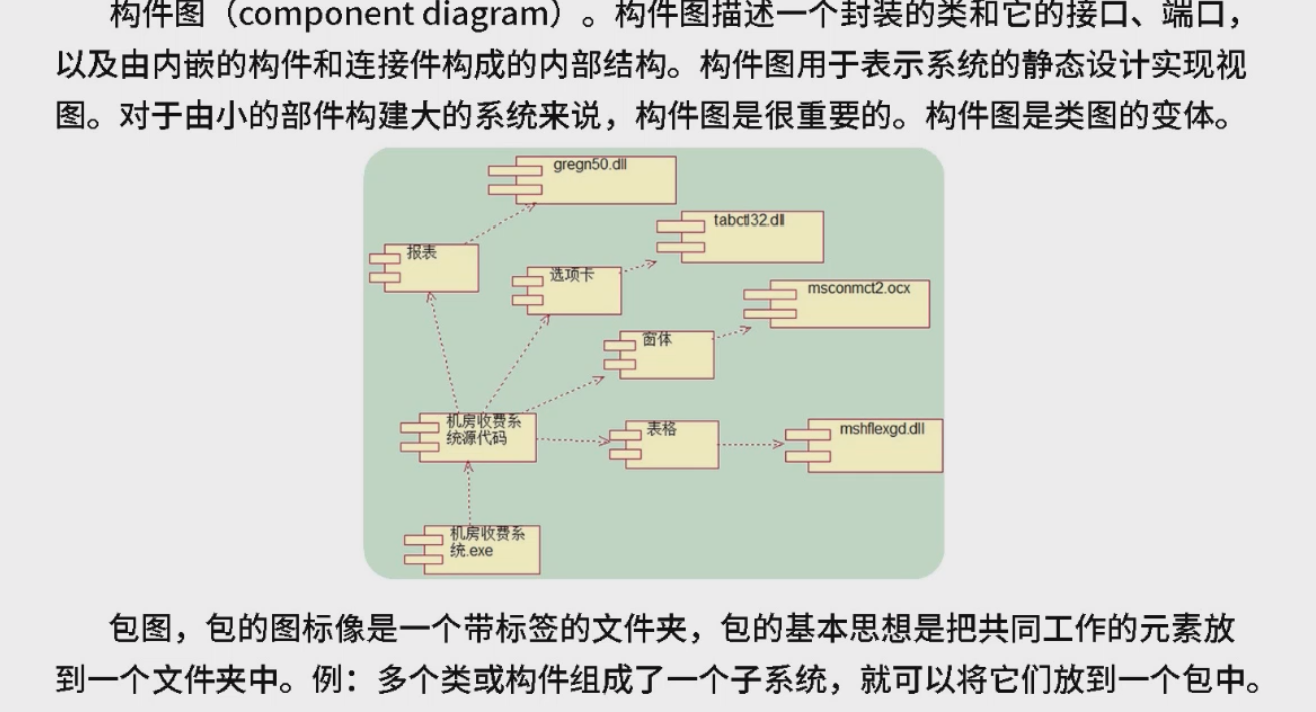 构件图（component diagram）。构件图描述一个封装的类和它的接口、端口，
以及由内嵌的构件和连接件构成的内部结构。构件图用于表示系统的静态设计实现视
图。对于由小的部件构建大的系统来说，构件图是很重要的。构件图是类图的变体。
gregn50.dll
tabctl32.dll
报表
选项卡
msconmct2.ocx
窗体
机房收费系
统源代码
表格
mshflexgd.dll
机房收费系
统.exe
包图，包的图标像是一个带标签的文件夹，包的基本思想是把共同工作的元素放
到一个文件夹中。例：多个类或构件组成了一个子系统，就可以将它们放到一个包中。